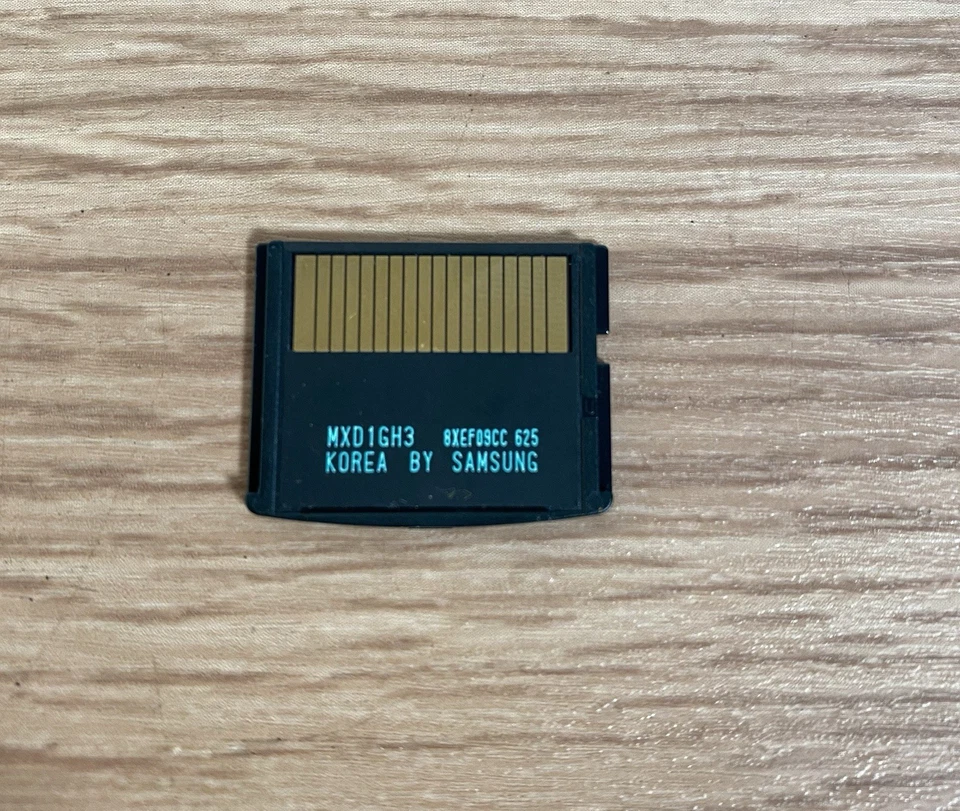 MXD1GH3 8XEF09CC 625
KOREA BY SAMSUNG